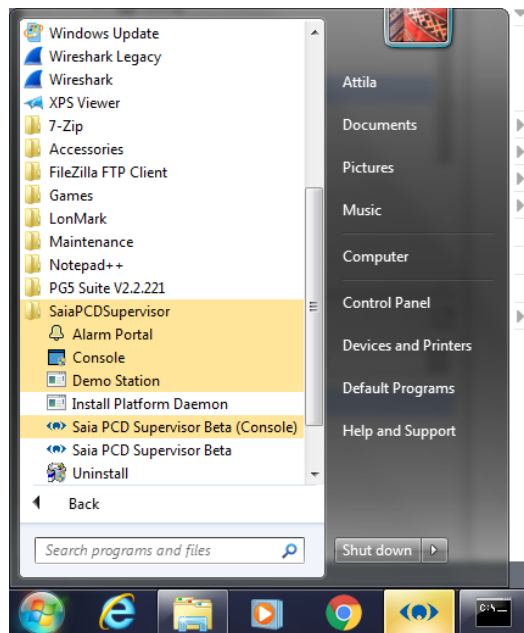 Windows Update
Wireshark Legacy
Wireshark
XPS Viewer
7-Zip
Accessories
FileZilla FTP Client
Games
LonMark
Maintenance
Notepad++
PG5 Suite V2.2.221
SaiaPCDSupervisor
Alarm Portal
Console
Demo Station
Install Platform Daemon
Saia PCD Supervisor Beta (Console)
Saia PCD Supervisor Beta
Uninstall
Back
Search programs and files
Attila
Documents
Pictures
Music
Computer
Control Panel
Devices and Printers
Default Programs
Help and Support
Shut down
C:\_